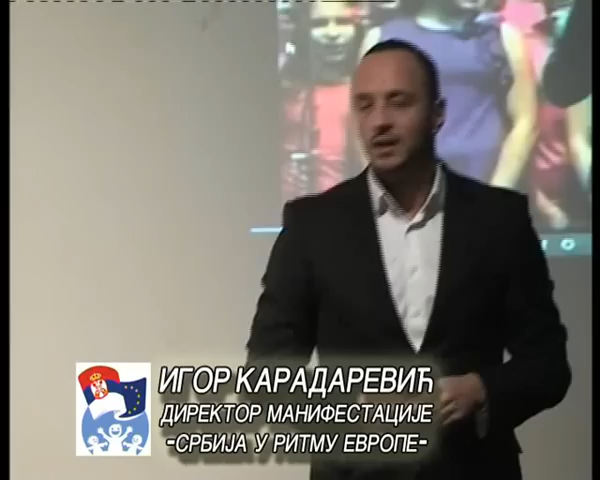 ИГОР КАРАДАРЕВИЋ
ДИРЕКТОР МАНИФЕСТАЦИЈЕ
-СРБИЈА У РИТМУ ЕВРОПЕ-